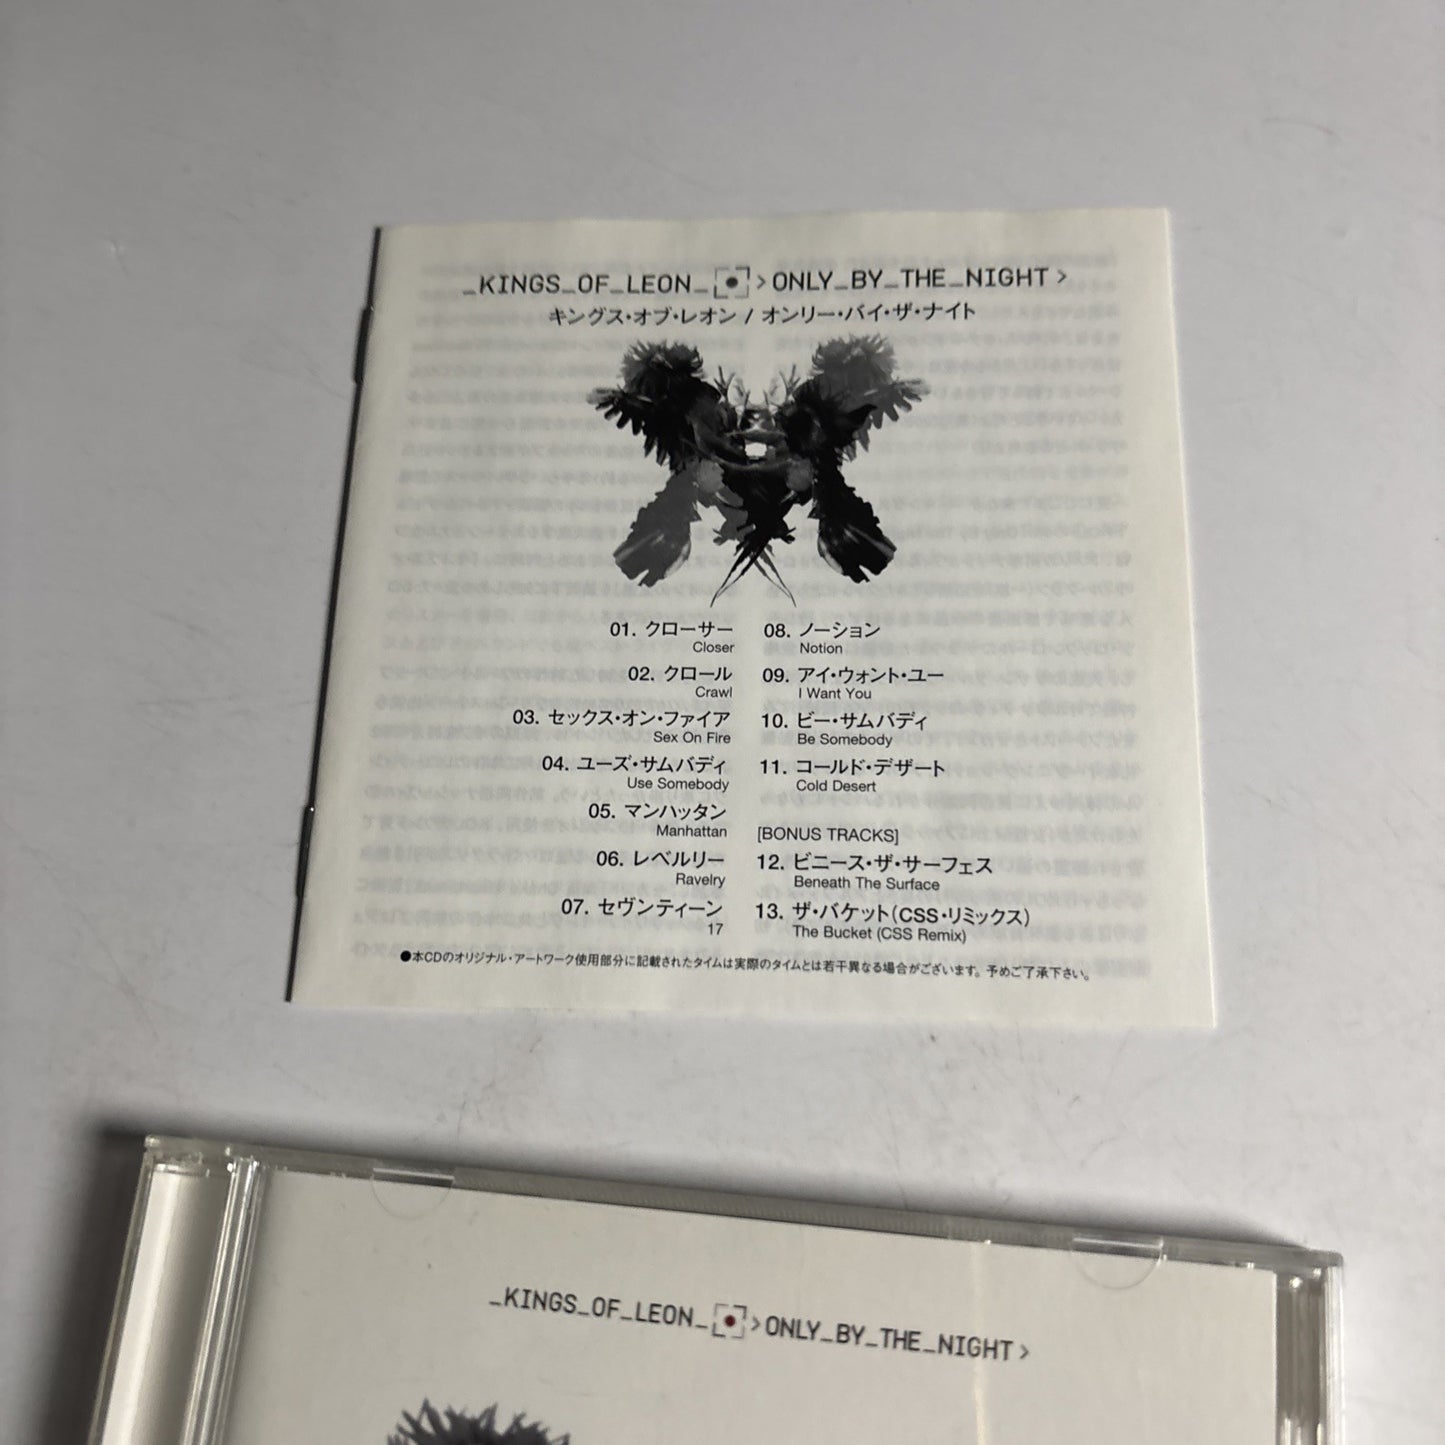 _KINGS_OF_LEON_ > ONLY_BY_THE_NIGHT >
キングス・オブ・レオン / オンリー・バイ・ザ・ナイト
01. クローサー
Closer
02. クロール
Crawl
03. セックス・オン・ファイア
Sex On Fire
04. ユーズ・サムバディ
Use Somebody
05. マンハッタン
Manhattan
06. レベルリー
Ravelry
07. セヴンティーン
17
08. ノーション
Notion
09. アイ・ウォント・ユー
I Want You
10. ビー・サムバディ
Be Somebody
11. コールド・デザート
Cold Desert
[BONUS TRACKS]
12. ビニース・ザ・サーフェス
Beneath The Surface
13. ザ・バケット(CSS・リミックス)
The Bucket (CSS Remix)
●本CDのオリジナル・アートワーク使用部分に記載されたタイムは実際のタイムとは若干異なる場合がございます。予めご了承下さい。
_KINGS_OF_LEON_ > ONLY_BY_THE_NIGHT >